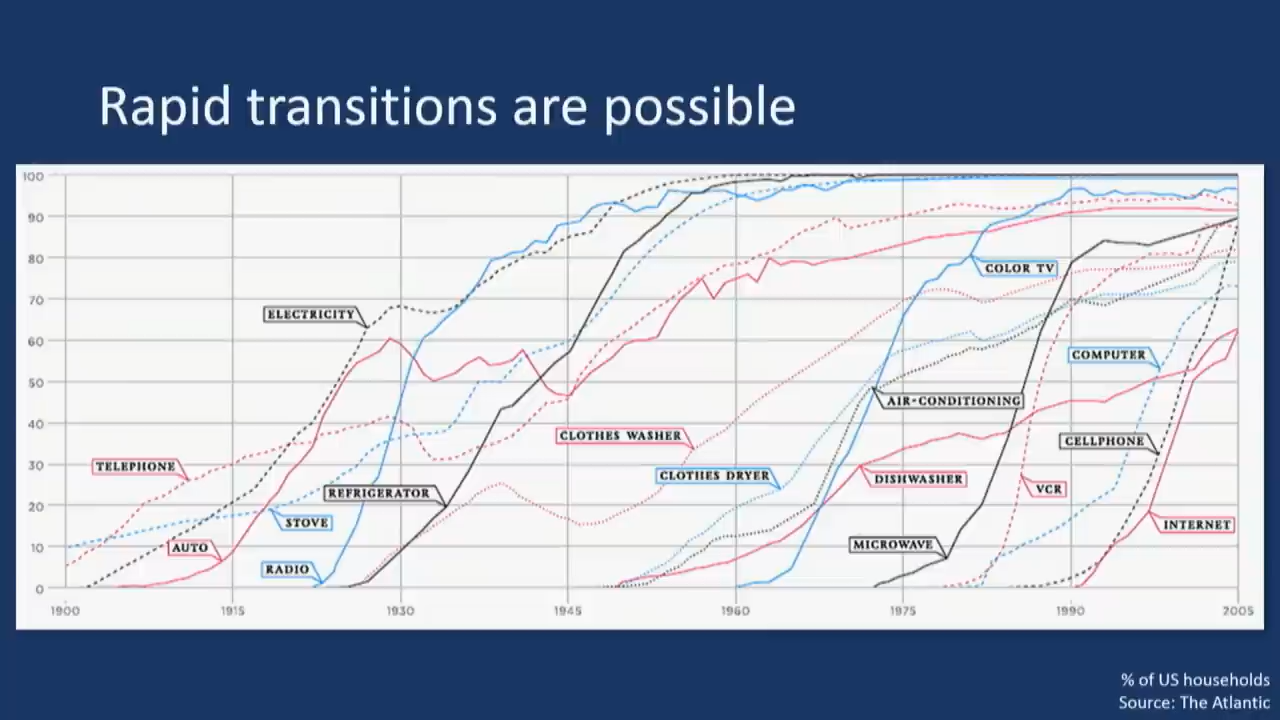 Rapid transitions are possible
100
90
80
70
60
50
40
30
20
10
0
ELECTRICITY
TELEPHONE
AUTO
STOVE
RADIO
REFRIGERATOR
CLOTHES WASHER
CLOTHES DRYER
COLOR TV
AIR-CONDITIONING
DISHWASHER
MICROWAVE
COMPUTER
CELLPHONE
VCR
INTERNET
1900 1915 1930 1945 1960 1975 1990 2005
% of US households
Source: The Atlantic